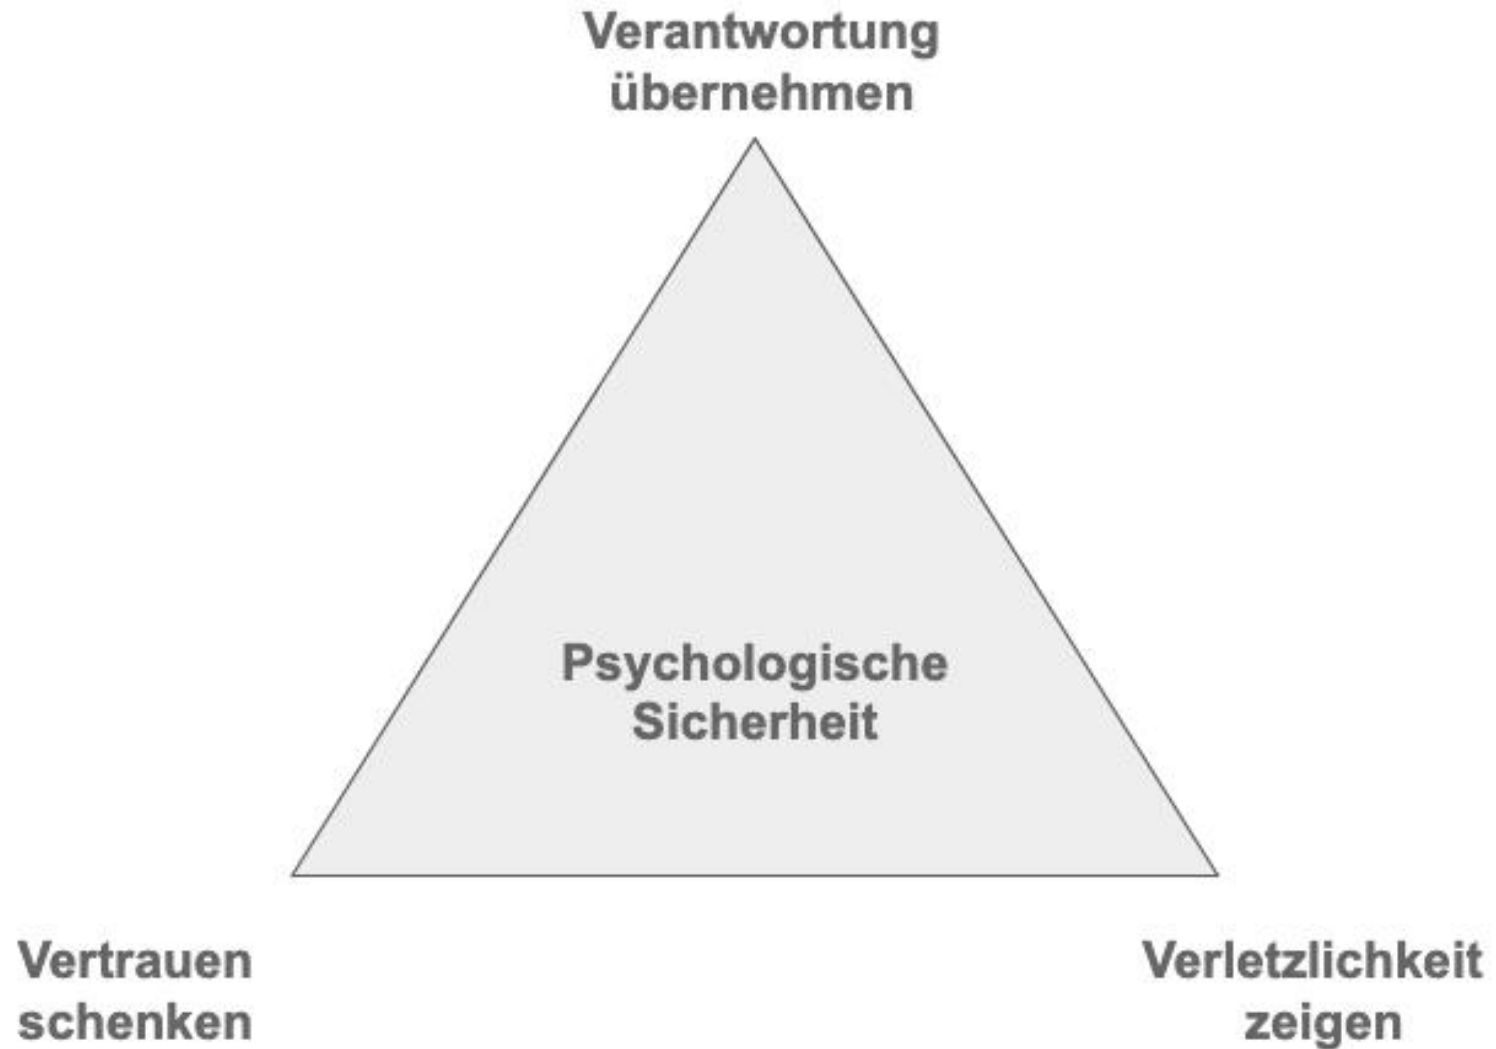 Verantwortung
übernehmen
Psychologische
Sicherheit
Vertrauen
schenken
Verletzlichkeit
zeigen